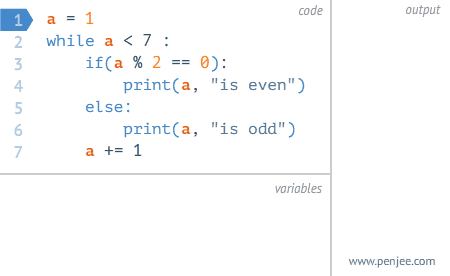 code
output
1 a = 1
2 while a < 7 :
3     if(a % 2 == 0):
4         print(a, "is even")
5     else:
6         print(a, "is odd")
7     a += 1
variables
www.penjee.com